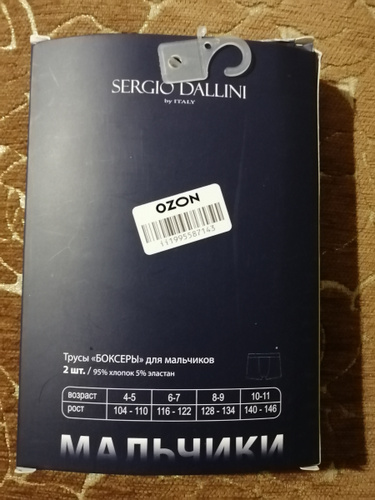 SERGIO DALLINI
by ITALY
OZON
111995587143
Трусы «БОКСЕРЫ» для мальчиков
2 шт. / 95% хлопок 5% эластан
возраст 4-5 6-7 8-9 10-11
рост 104 - 110 116 - 122 128 - 134 140 - 146
МАЛЬЧИКИ